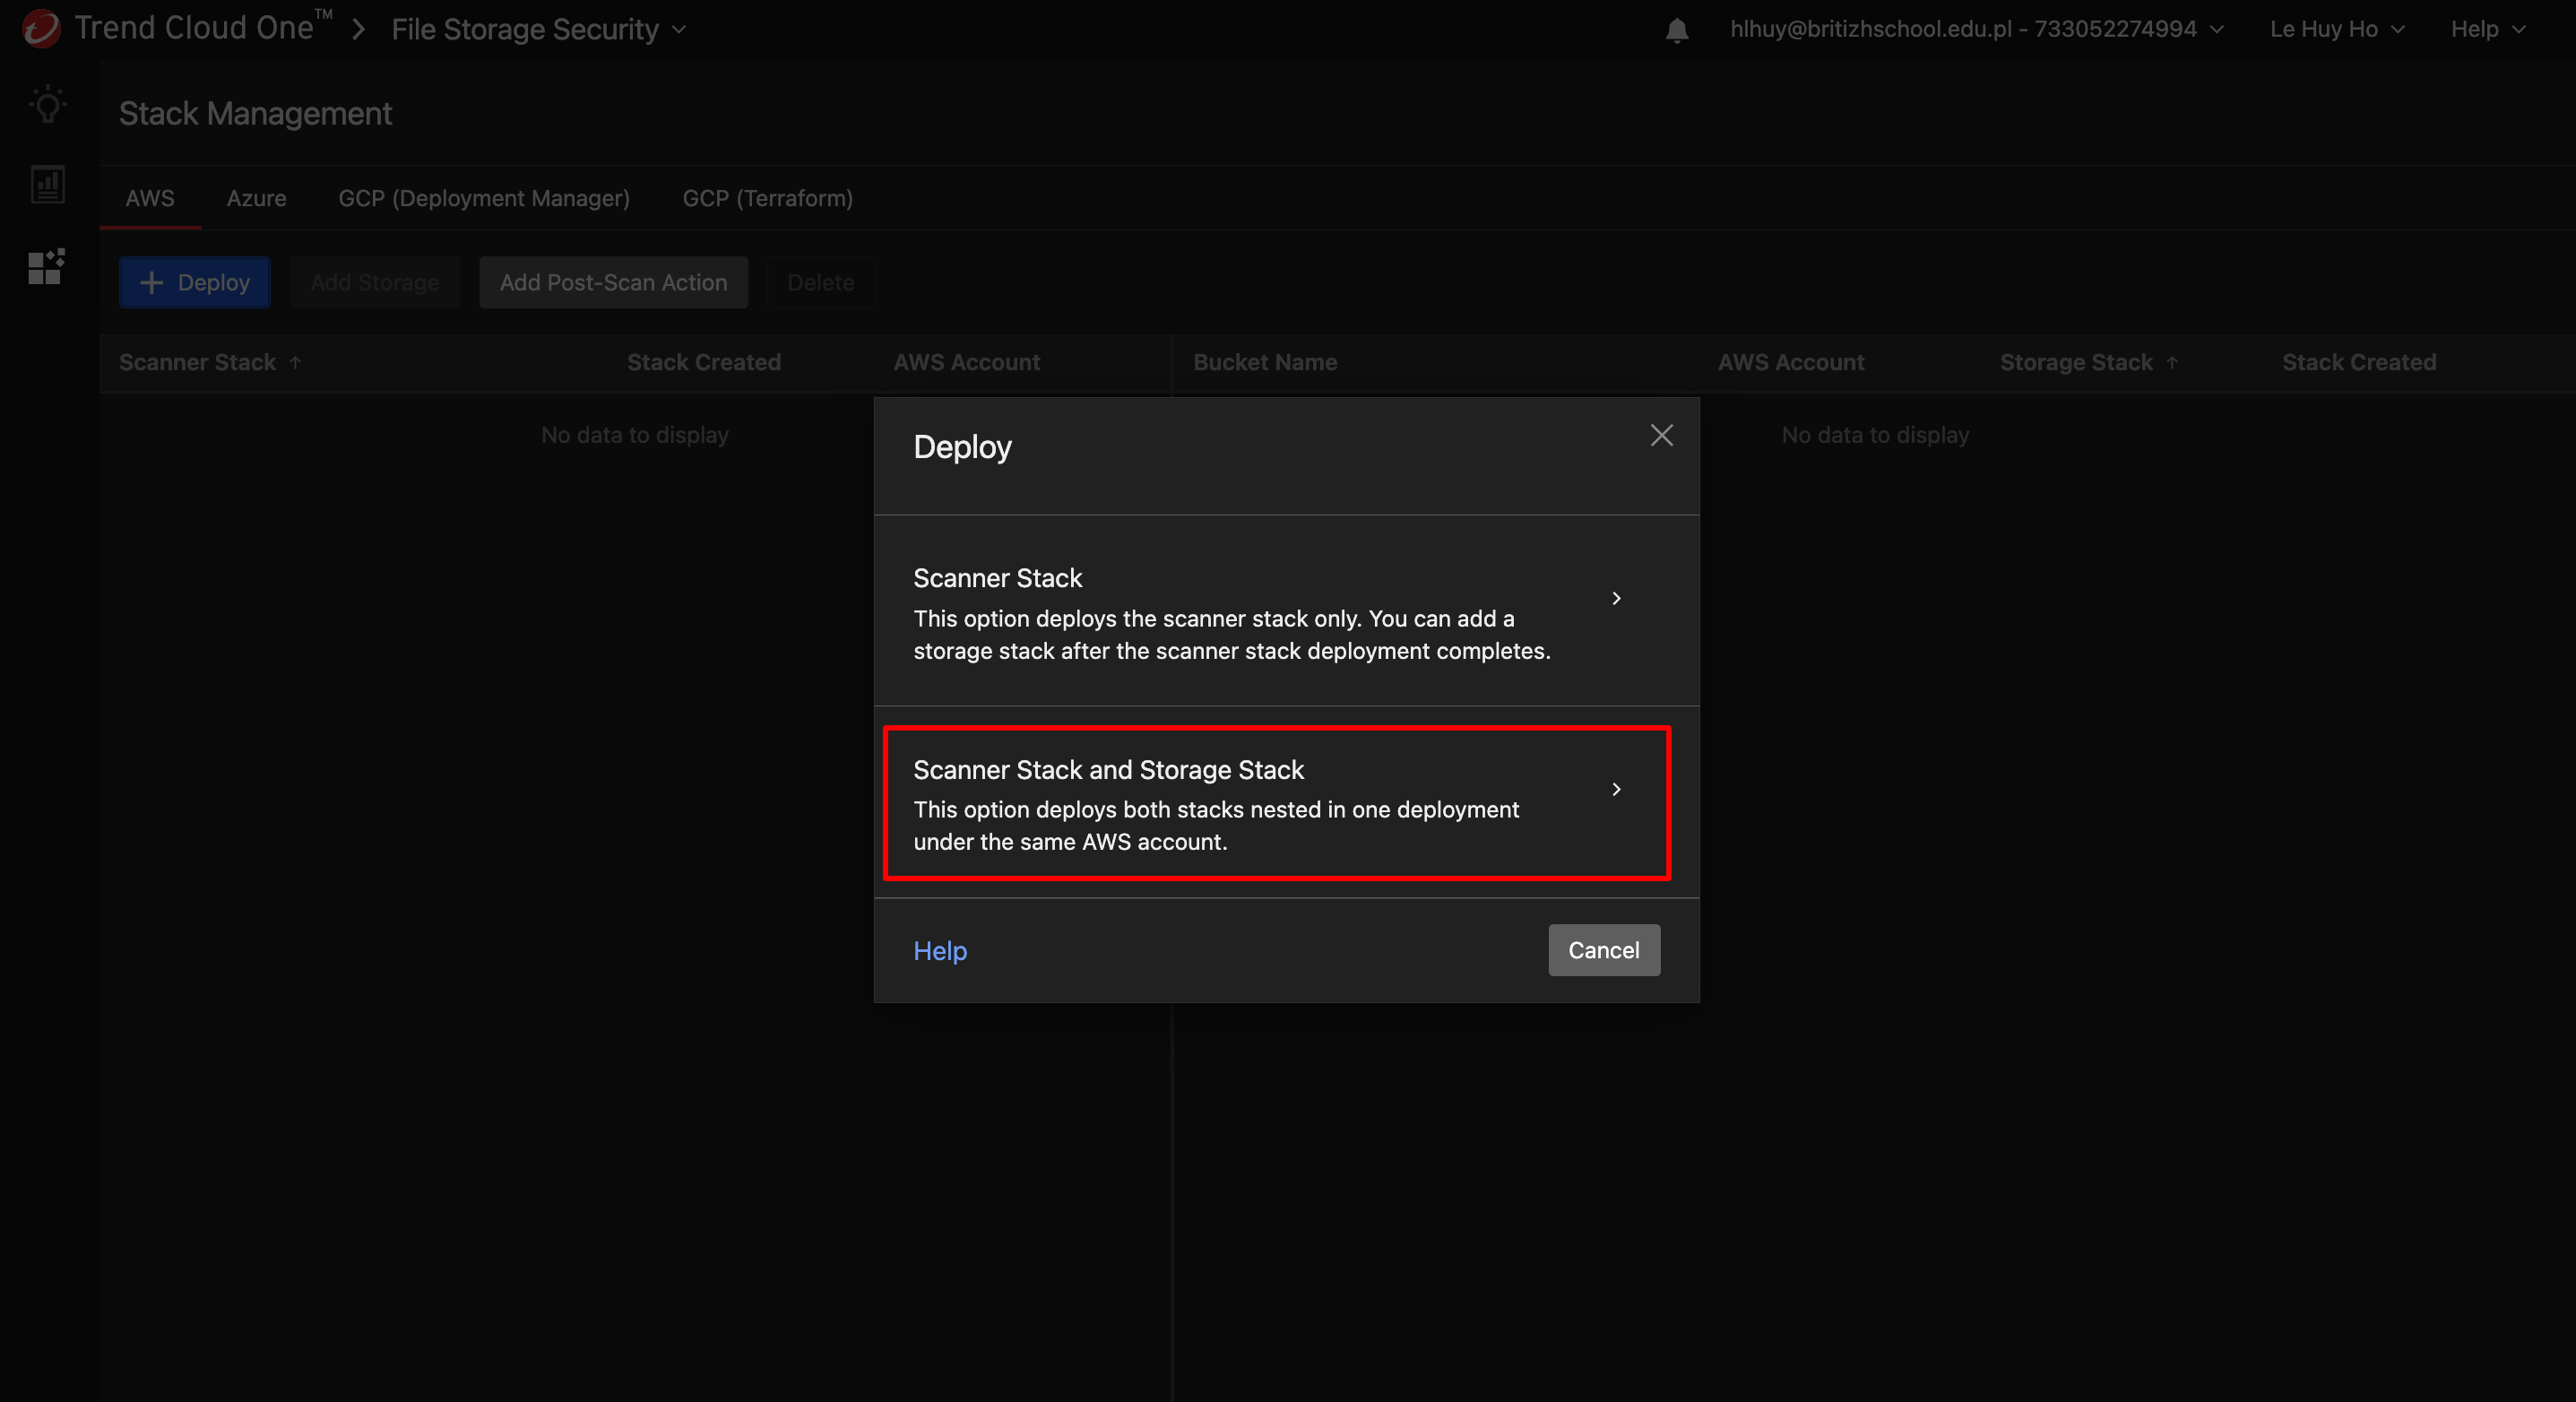 Trend Cloud One™ > File Storage Security
hlhuy@britizhschool.edu.pl - 733052274994
Le Huy Ho
Help
Stack Management
AWS
Azure
GCP (Deployment Manager)
GCP (Terraform)
+ Deploy
Add Storage
Add Post-Scan Action
Delete
Scanner Stack ↑
Stack Created
AWS Account
Bucket Name
AWS Account
Storage Stack ↑
Stack Created
No data to display
No data to display
Deploy
Scanner Stack
This option deploys the scanner stack only. You can add a
storage stack after the scanner stack deployment completes.
Scanner Stack and Storage Stack
This option deploys both stacks nested in one deployment
under the same AWS account.
Help
Cancel